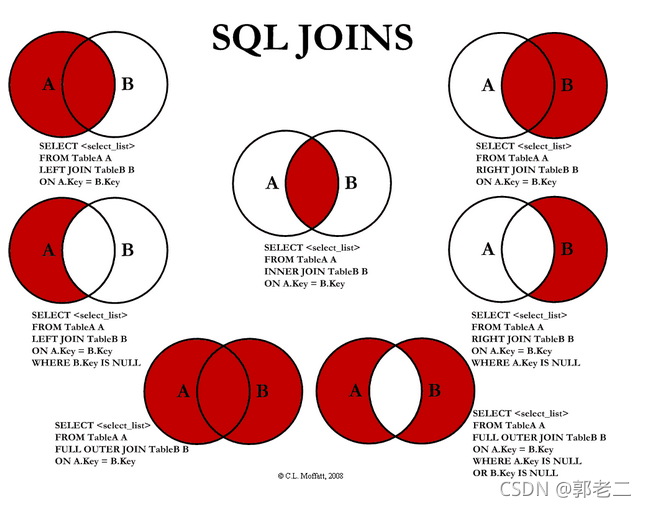 SQL JOINS
A B
SELECT <select_list>
FROM TableA A
LEFT JOIN TableB B
ON A.Key = B.Key
A B
SELECT <select_list>
FROM TableA A
RIGHT JOIN TableB B
ON A.Key = B.Key
A B
SELECT <select_list>
FROM TableA A
INNER JOIN TableB B
ON A.Key = B.Key
A B
SELECT <select_list>
FROM TableA A
LEFT JOIN TableB B
ON A.Key = B.Key
WHERE B.Key IS NULL
A B
SELECT <select_list>
FROM TableA A
RIGHT JOIN TableB B
ON A.Key = B.Key
WHERE A.Key IS NULL
A B
SELECT <select_list>
FROM TableA A
FULL OUTER JOIN TableB B
ON A.Key = B.Key
A B
SELECT <select_list>
FROM TableA A
FULL OUTER JOIN TableB B
ON A.Key = B.Key
WHERE A.Key IS NULL
OR B.Key IS NULL
© C.L. Moffatt, 2008
CSDN @郭老二